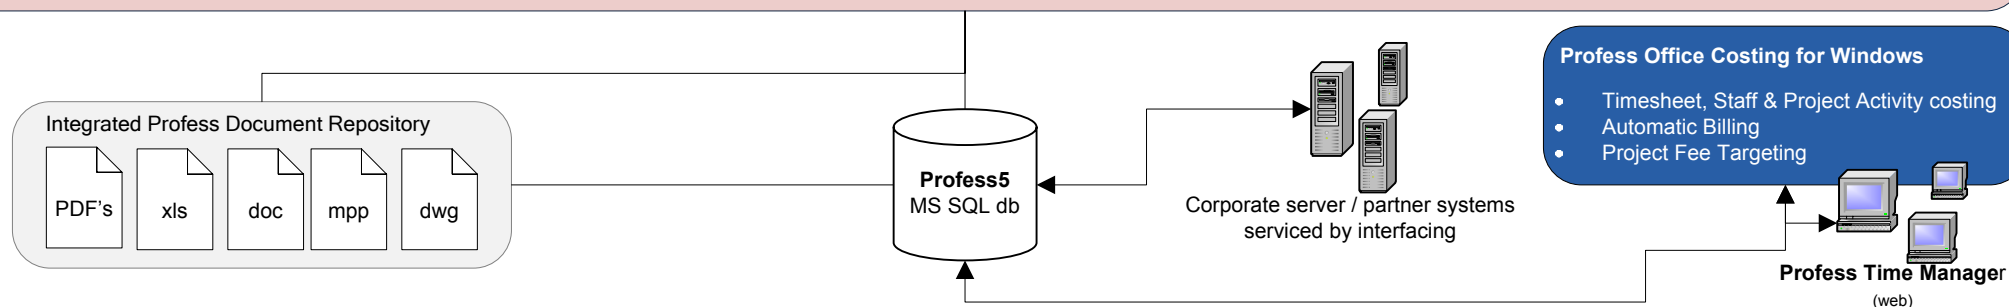 Integrated Profess Document Repository
PDF's
xls
doc
mpp
dwg
Profess5
MS SQL db
Corporate server / partner systems
serviced by interfacing
Profess Office Costing for Windows
• Timesheet, Staff & Project Activity costing
• Automatic Billing
• Project Fee Targeting
Profess Time Manager
(web)